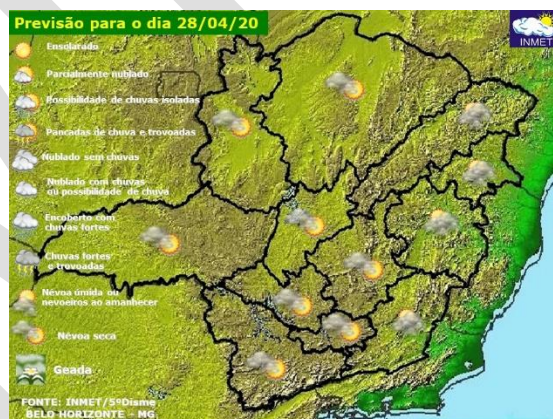 Previsão para o dia 28/04/20
INMET
Ensolarado
Parcialmente nublado
Possibilidade de chuvas isoladas
Pancadas de chuva e trovoadas
Nublado sem chuvas
Nublado com chuvas
ou possibilidade de chuva
Encoberto com
chuvas fortes
Chuvas fortes
e trovoadas
Névoa úmida ou
nevoeiros ao amanhecer
Névoa seca
Geada
FONTE: INMET/5ºDisme
BELO HORIZONTE - MG